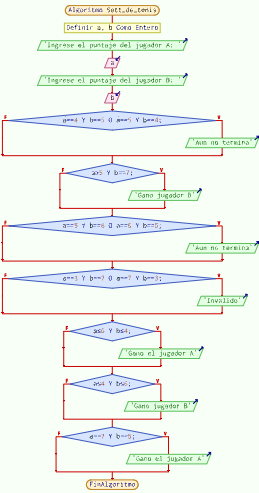 Algoritmo Sett_de_tenis
Definir a, b Como Entero
'Ingrese el puntaje del jugador A:
a
'Ingrese el puntaje del jugador B:
b
a==4 Y b==5 O a==5 Y b==4;
'Aun no termina'
a>5 Y b==7;
'Gano jugador B'
a==5 Y b==6 O a==6 Y b==5;
'Aun no termina'
a==3 Y b==7 O a==7 Y b==3;
'Invalido'
a≤6 Y b≤4;
'Gano el jugador A'
a≤4 Y b≤6;
'Gano jugador B'
a==7 Y b==5;
'Gano el jugador A'
FinAlgoritmo